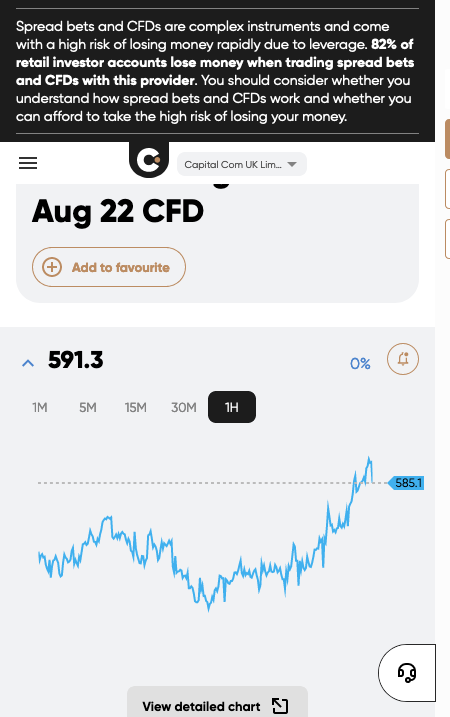 Spread bets and CFDs are complex instruments and come
with a high risk of losing money rapidly due to leverage. 82% of
retail investor accounts lose money when trading spread bets
and CFDs with this provider. You should consider whether you
understand how spread bets and CFDs work and whether you
can afford to take the high risk of losing your money.
Capital Com UK Lim...
Aug 22 CFD
Add to favourite
591.3
0%
1M 5M 15M 30M 1H
585.1
View detailed chart